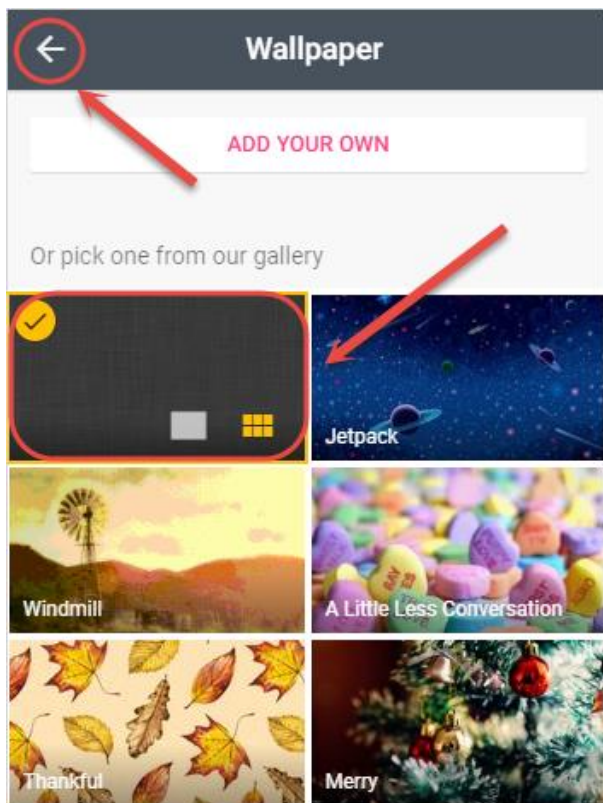 Wallpaper
ADD YOUR OWN
Or pick one from our gallery
Jetpack
Windmill
A Little Less Conversation
Thankful
Merry